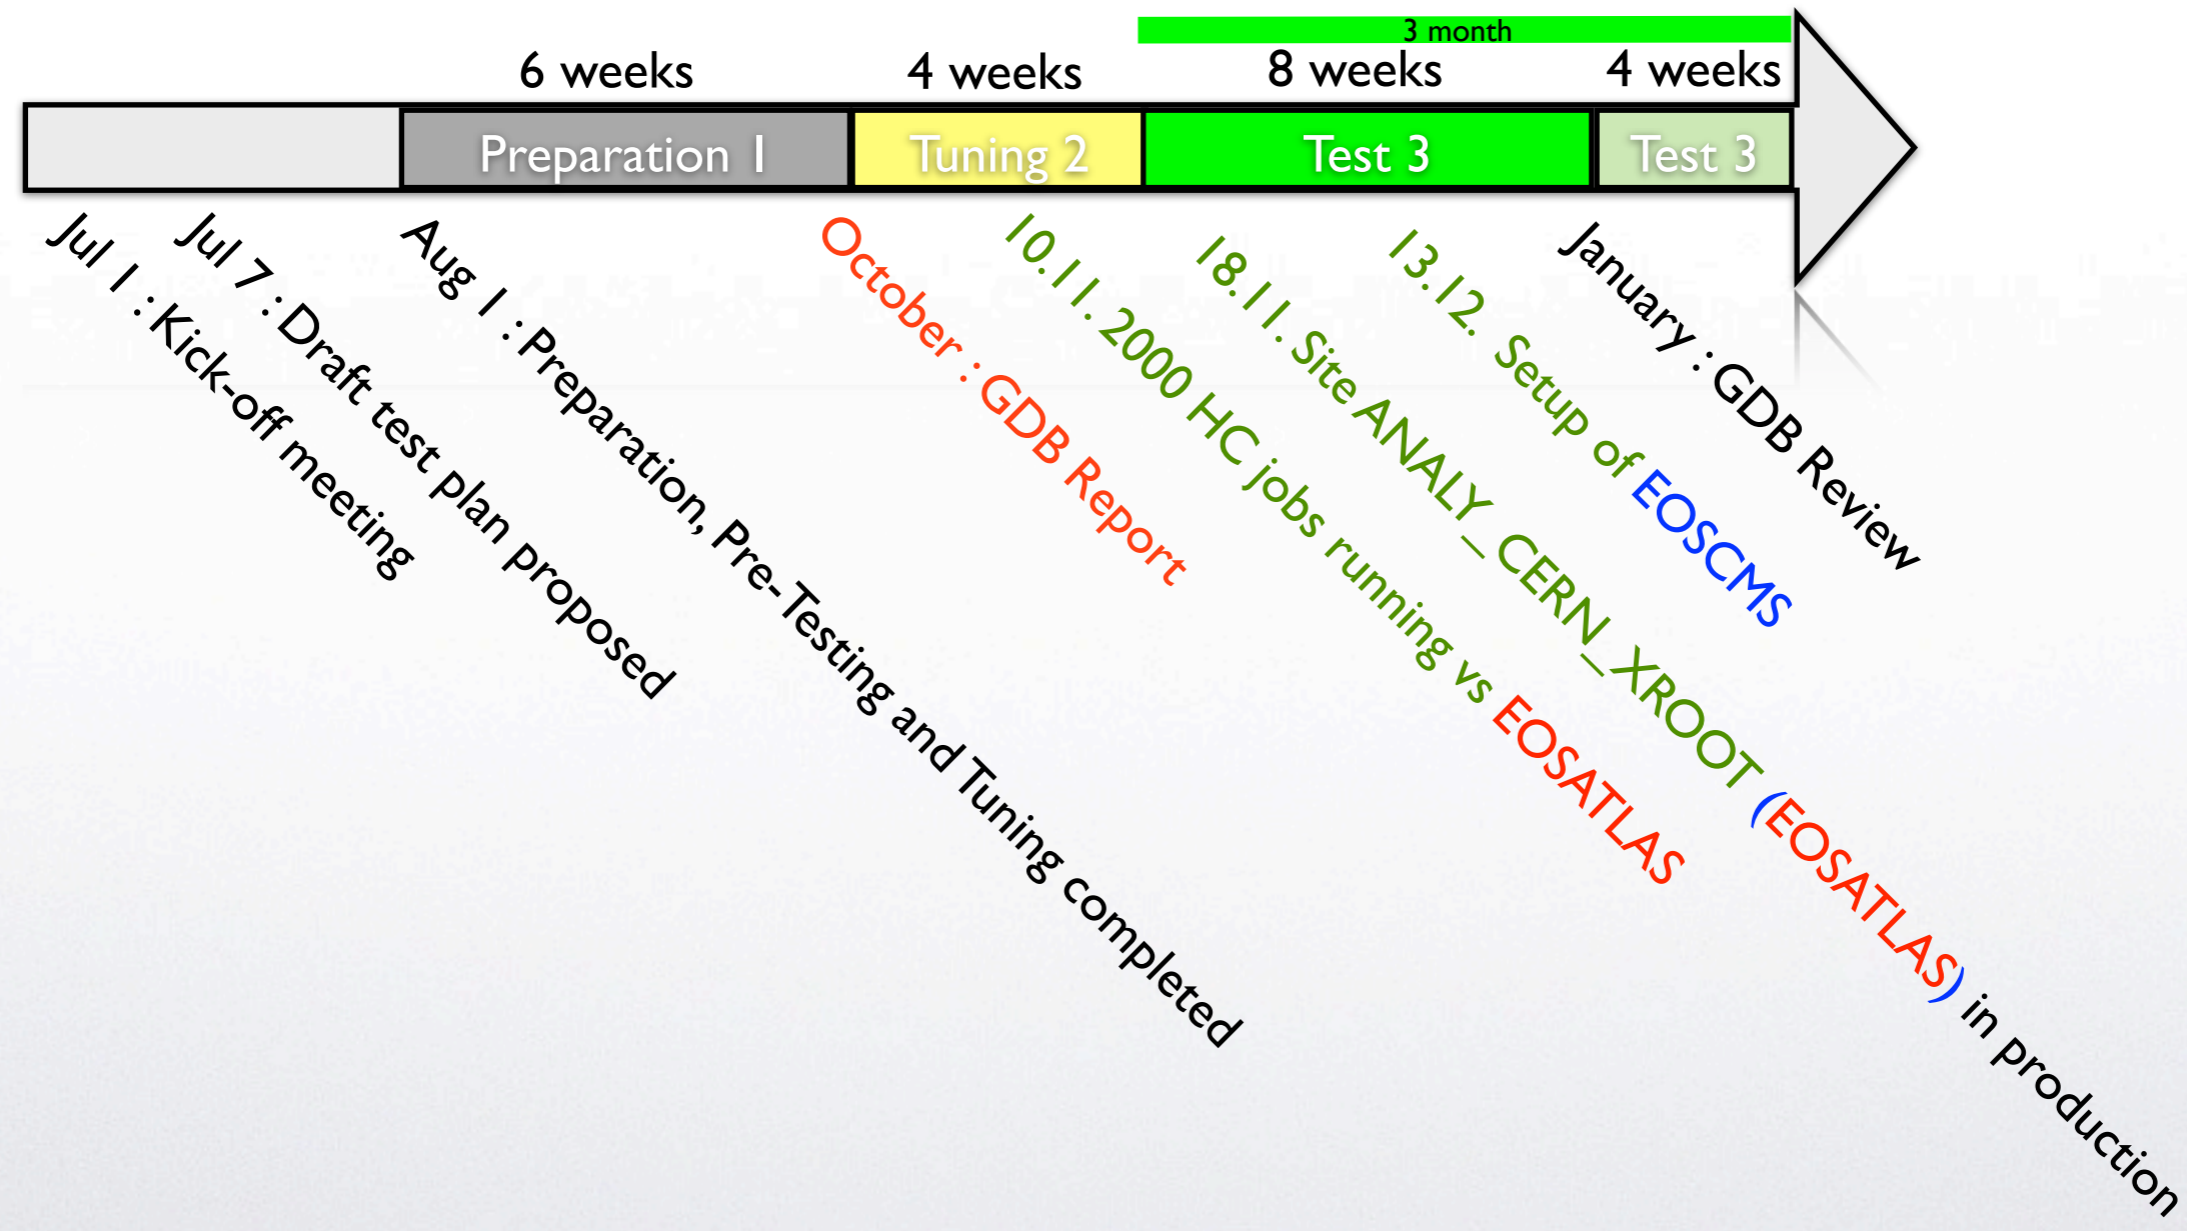 3 month
6 weeks
4 weeks
8 weeks
4 weeks
Preparation 1
Tuning 2
Test 3
Test 3
Jul 1 : Kick-off meeting
Jul 7 : Draft test plan proposed
Aug 1 : Preparation, Pre-Testing and Tuning completed
October : GDB Report
10.11. 2000 HC jobs running vs EOSATLAS
18.11. Site ANALY_CERN_XROOT (EOSATLAS) in production
13.12. Setup of EOSCMS
January : GDB Review